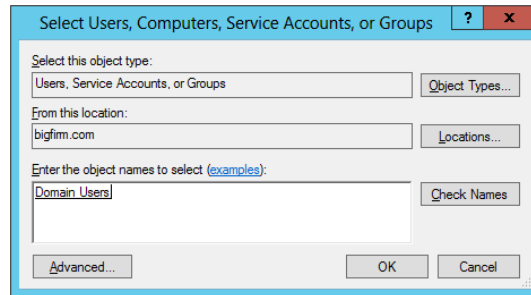 Select Users, Computers, Service Accounts, or Groups ? x
Select this object type:
Users, Service Accounts, or Groups Object Types...
From this location:
bigfirm.com Locations...
Enter the object names to select (examples):
Domain Users Check Names
Advanced... OK Cancel